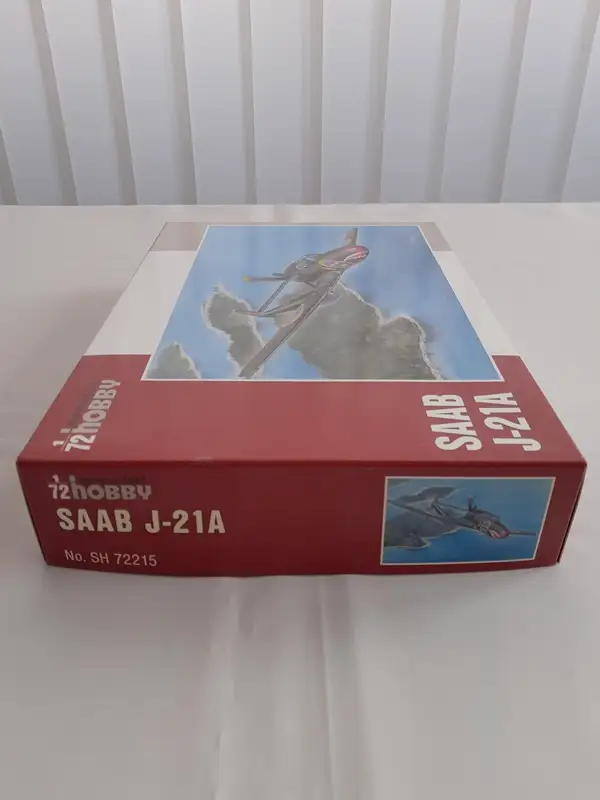 1
72 hOBBY
SAAB
J-21A
1
72 hOBBY
SAAB J-21A
No. SH 72215